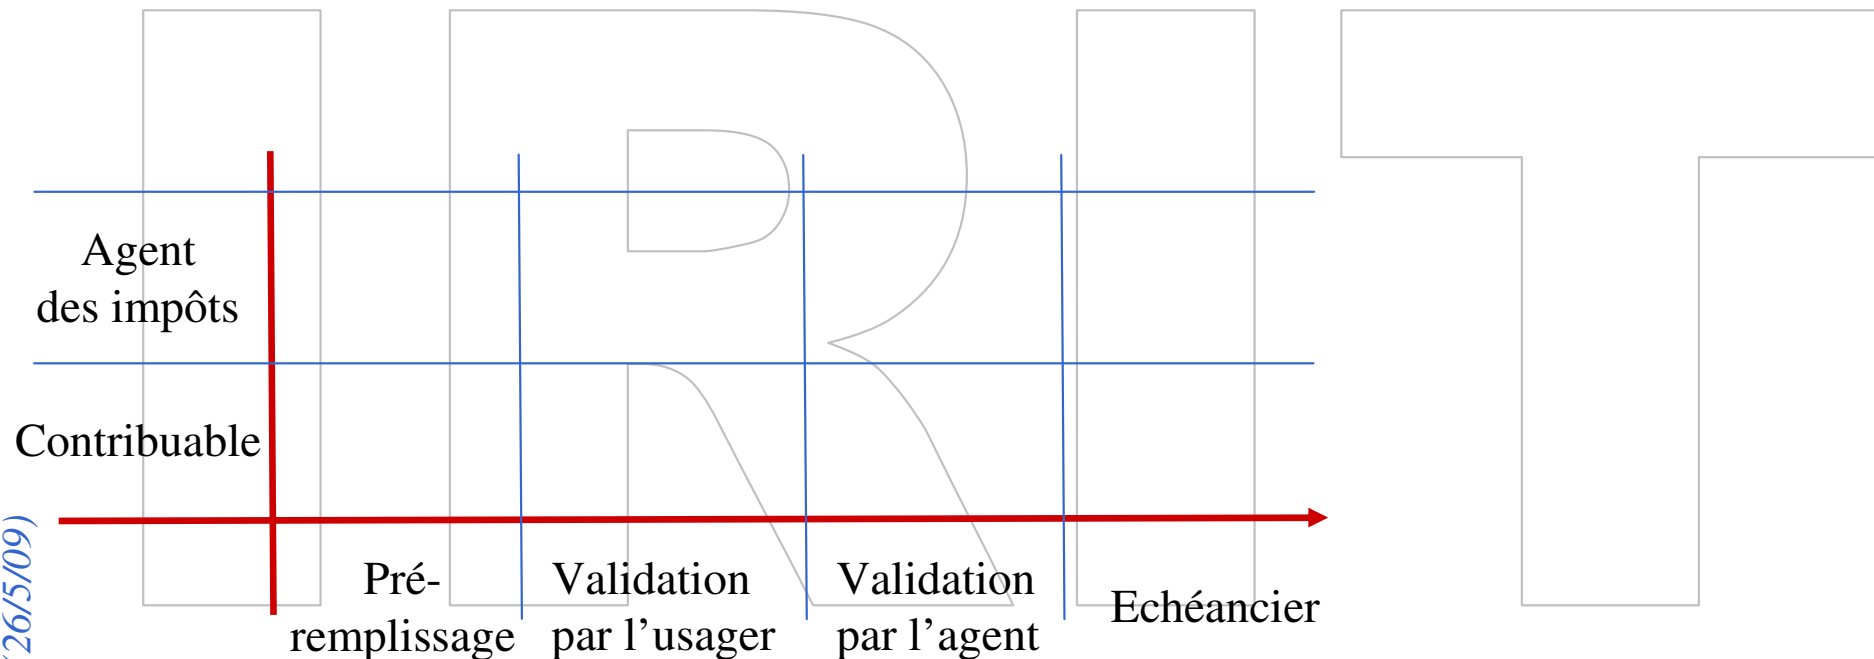 IRIT
Agent
des impôts
Contribuable
Pré-
remplissage
Validation
par l’usager
Validation
par l’agent
Echéancier
(26/5/09)